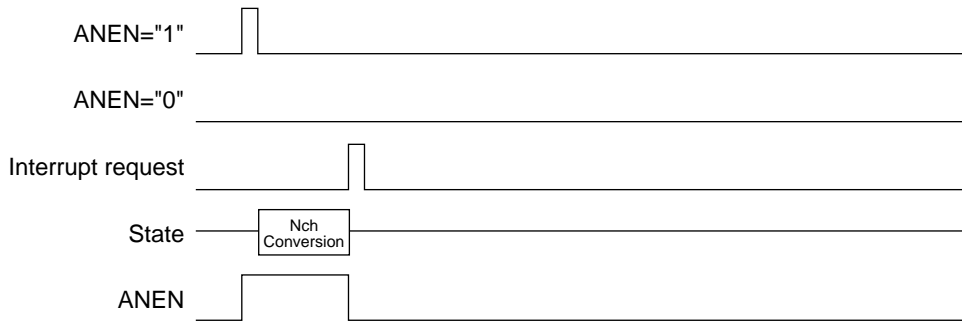 ANEN="1"
ANEN="0"
Interrupt request
State
Nch
Conversion
ANEN